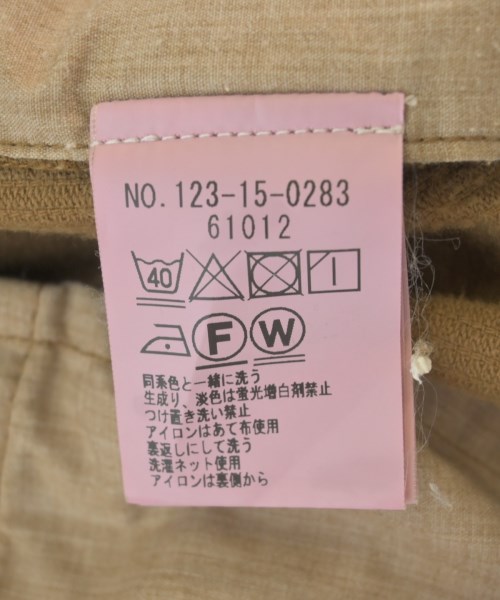 NO. 123-15-0283
61012
40
F W
同系色と一緒に洗う
生成り、淡色は蛍光増白剤禁止
つけ置き洗い禁止
アイロンはあて布使用
裏返しにして洗う
洗濯ネット使用
アイロンは裏側から